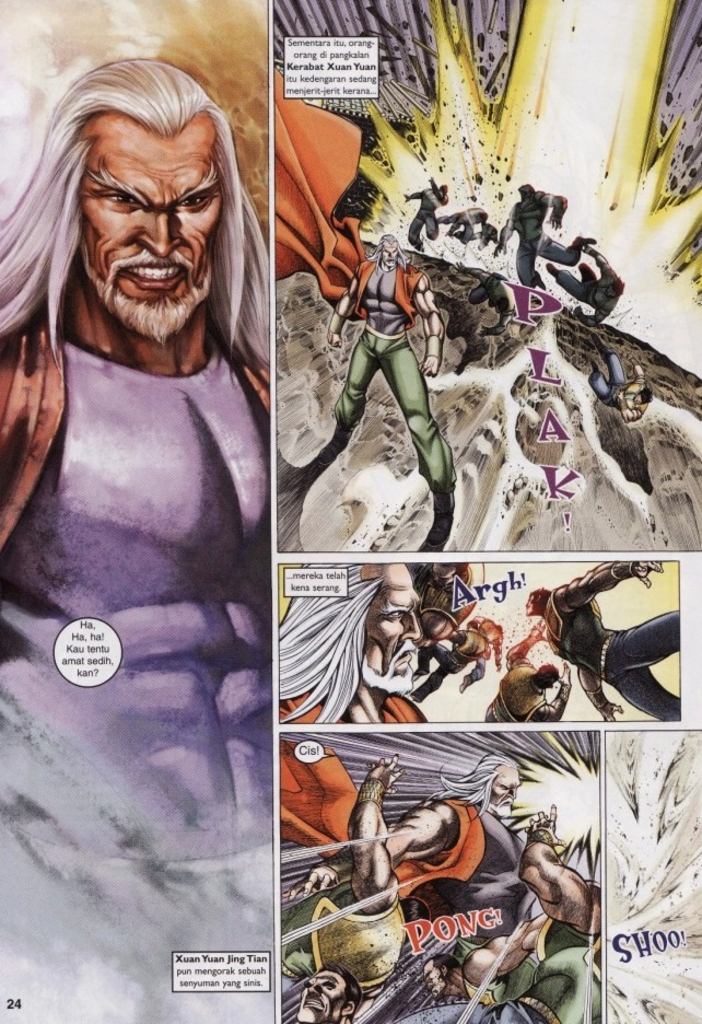 Ha,
Ha, ha!
Kau tentu
amat sedih,
kan?
Xuan Yuan Jing Tian
pun mengorak sebuah
senyuman yang sinis.
Sementara itu, orang-
orang di pangkalan
Kerabat Xuan Yuan
itu kedengaran sedang
menjerit-jerit kerana...
PLAK!
...mereka telah
kena serang.
Argh!
Cis!
PONG!
SHOO!
24